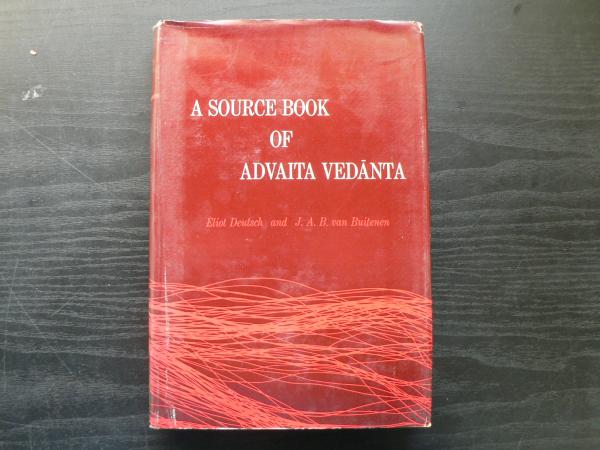 A SOURCE BOOK
OF
ADVAITA VEDĀNTA
Eliot Deutsch and J. A. B. van Buitenen